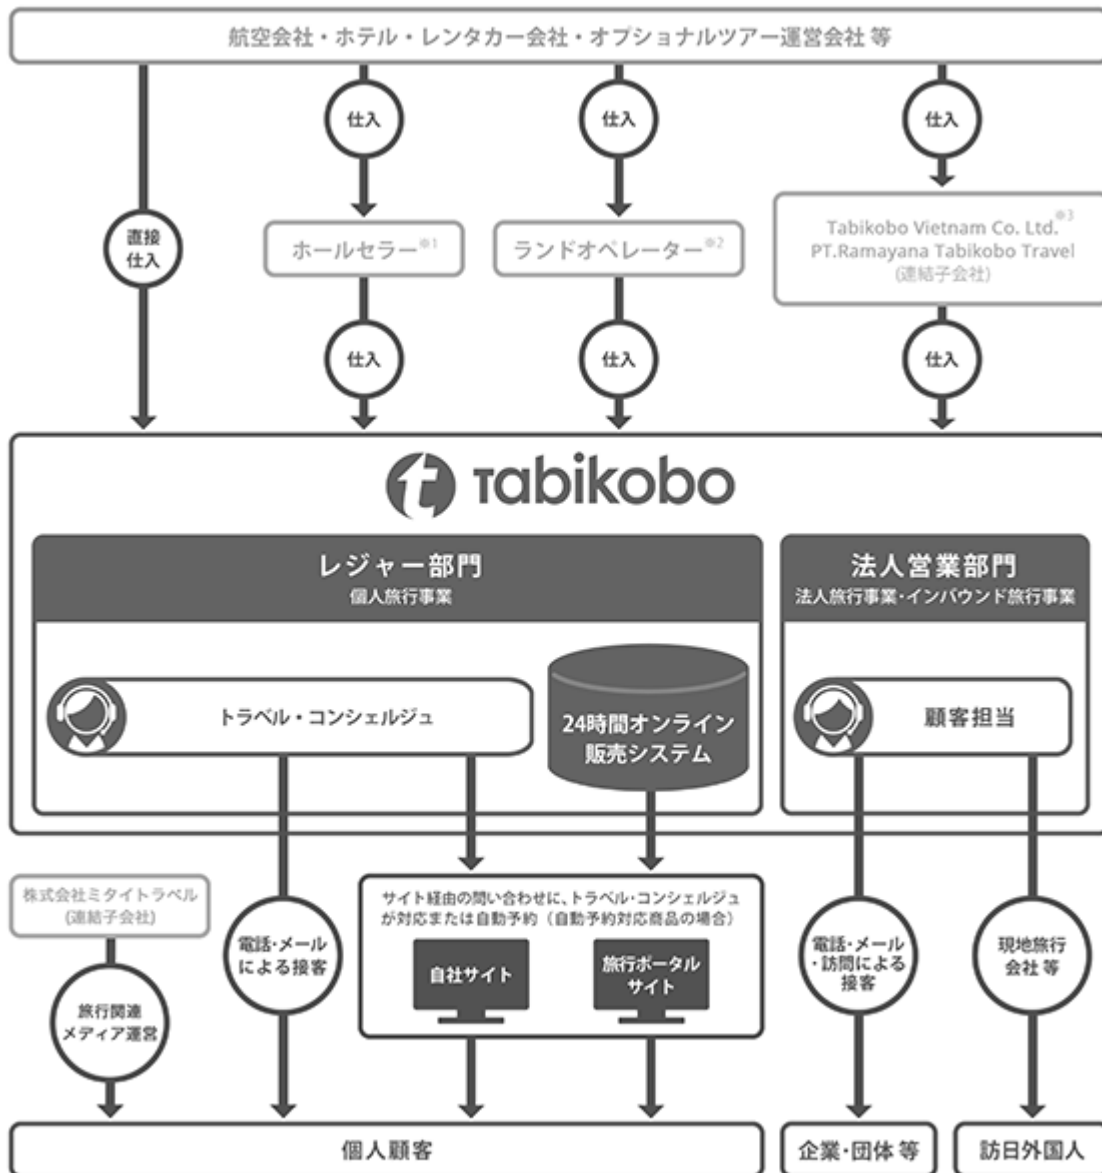 航空会社・ホテル・レンタカー会社・オプショナルツアー運営会社 等
仕入
仕入
仕入
直接
仕入
ホールセラー※1
ランドオペレーター※2
Tabikobo Vietnam Co. Ltd.※3
PT.Ramayana Tabikobo Travel
(連結子会社)
仕入
仕入
仕入
Tabikobo
レジャー部門
個人旅行事業
法人営業部門
法人旅行事業・インバウンド旅行事業
トラベル・コンシェルジュ
24時間オンライン
販売システム
顧客担当
株式会社ミタイトラベル
(連結子会社)
旅行関連
メディア運営
電話・メール
による接客
サイト経由の問い合わせに、トラベル・コンシェルジュ
が対応または自動予約（自動予約対応商品の場合）
自社サイト
旅行ポータル
サイト
電話・メール
・訪問による
接客
現地旅行
会社 等
個人顧客
企業・団体 等
訪日外国人